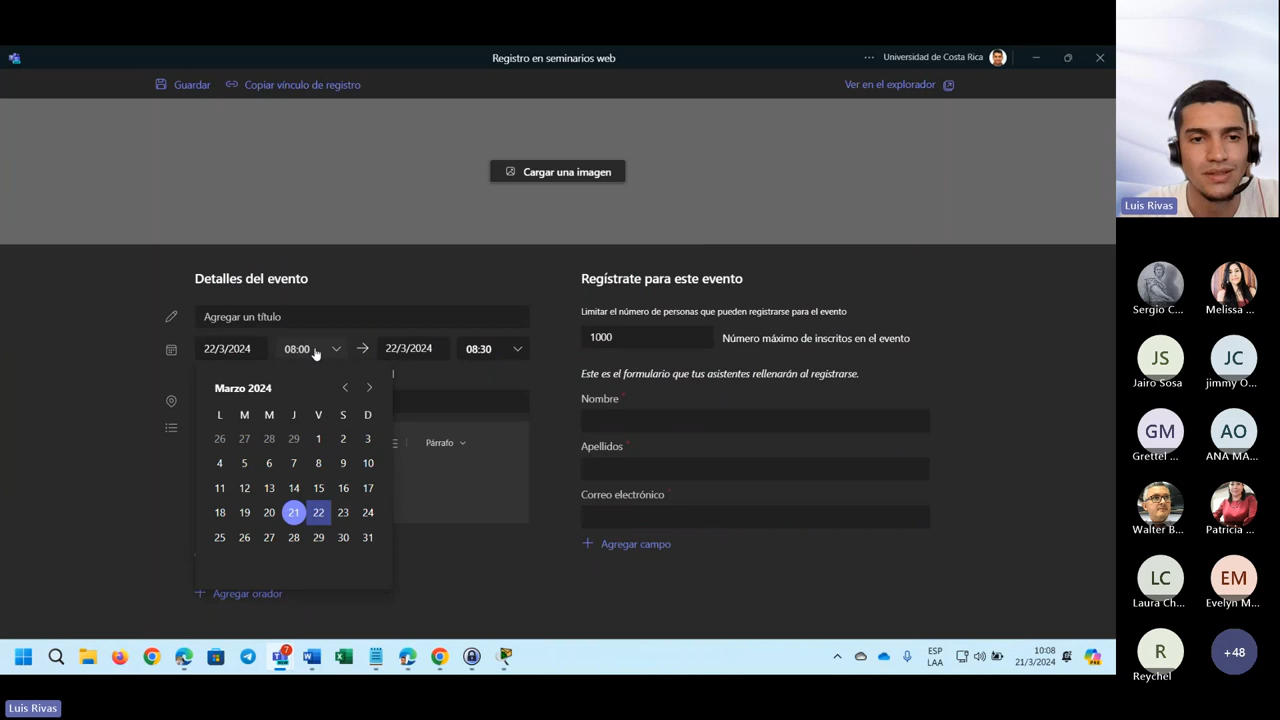 Registro en seminarios web
Universidad de Costa Rica
Guardar
Copiar vínculo de registro
Ver en el explorador
Cargar una imagen
Detalles del evento
Agregar un título
22/3/2024
08:00
22/3/2024
08:30
Marzo 2024
L M M J V S D
26 27 28 29 1 2 3
4 5 6 7 8 9 10
11 12 13 14 15 16 17
18 19 20 21 22 23 24
25 26 27 28 29 30 31
Párrafo
Agregar orador
Regístrate para este evento
Limitar el número de personas que pueden registrarse para el evento
1000
Número máximo de inscritos en el evento
Este es el formulario que tus asistentes rellenarán al registrarse.
Nombre *
Apellidos *
Correo electrónico *
Agregar campo
7
ESP
LAA
10:08
21/3/2024
PRE
Luis Rivas
Luis Rivas
Sergio C...
Melissa ...
JS
Jairo Sosa
JC
jimmy O...
GM
Grettel ...
AO
ANA MA...
Walter B...
Patricia ...
LC
Laura Ch...
EM
Evelyn M...
R
Reychel
+48